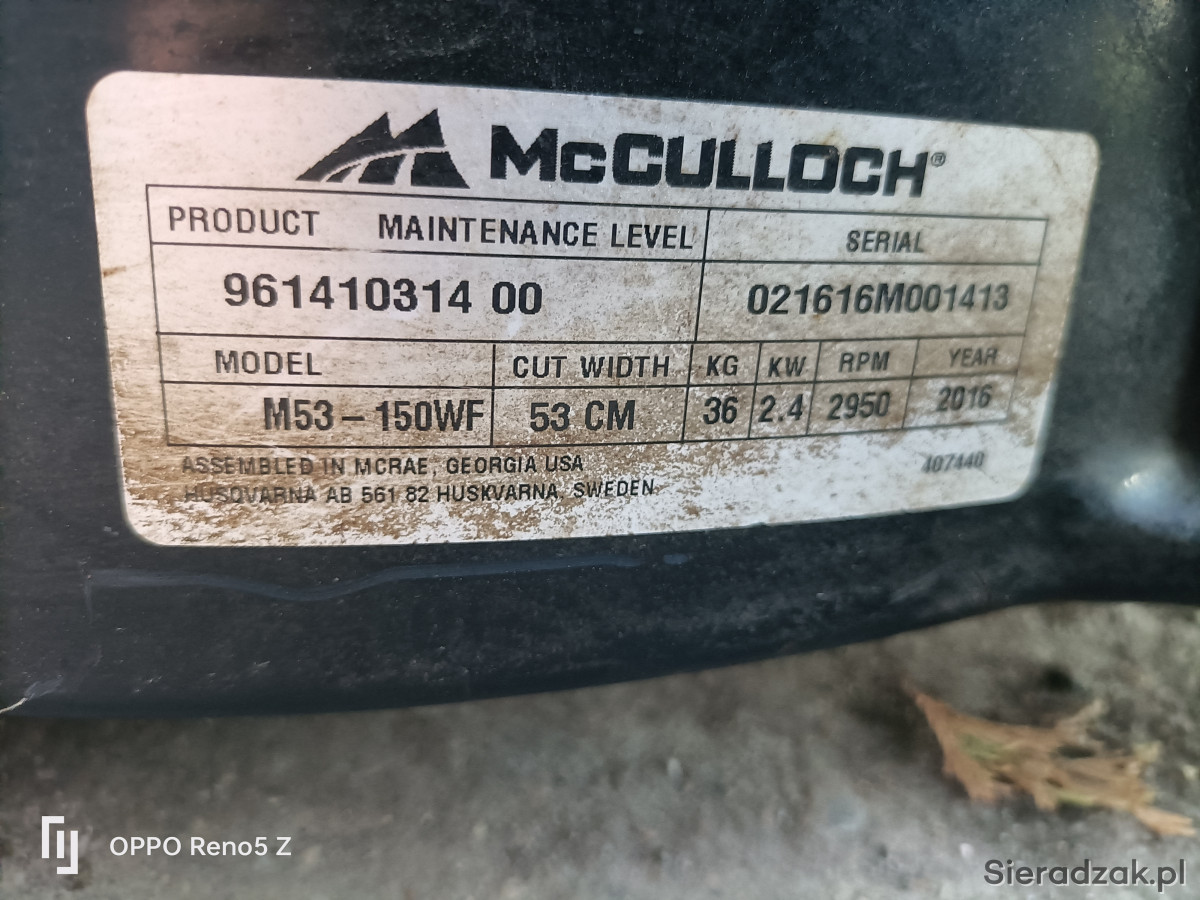 McCULLOCH®
PRODUCT MAINTENANCE LEVEL SERIAL
961410314 00 021616M001413
MODEL CUT WIDTH KG KW RPM YEAR
M53-150WF 53 CM 36 2.4 2950 2016
ASSEMBLED IN MCRAE, GEORGIA USA 407440
HUSQVARNA AB 561 82 HUSKVARNA, SWEDEN
OPPO Reno5 Z
Sieradzak.pl